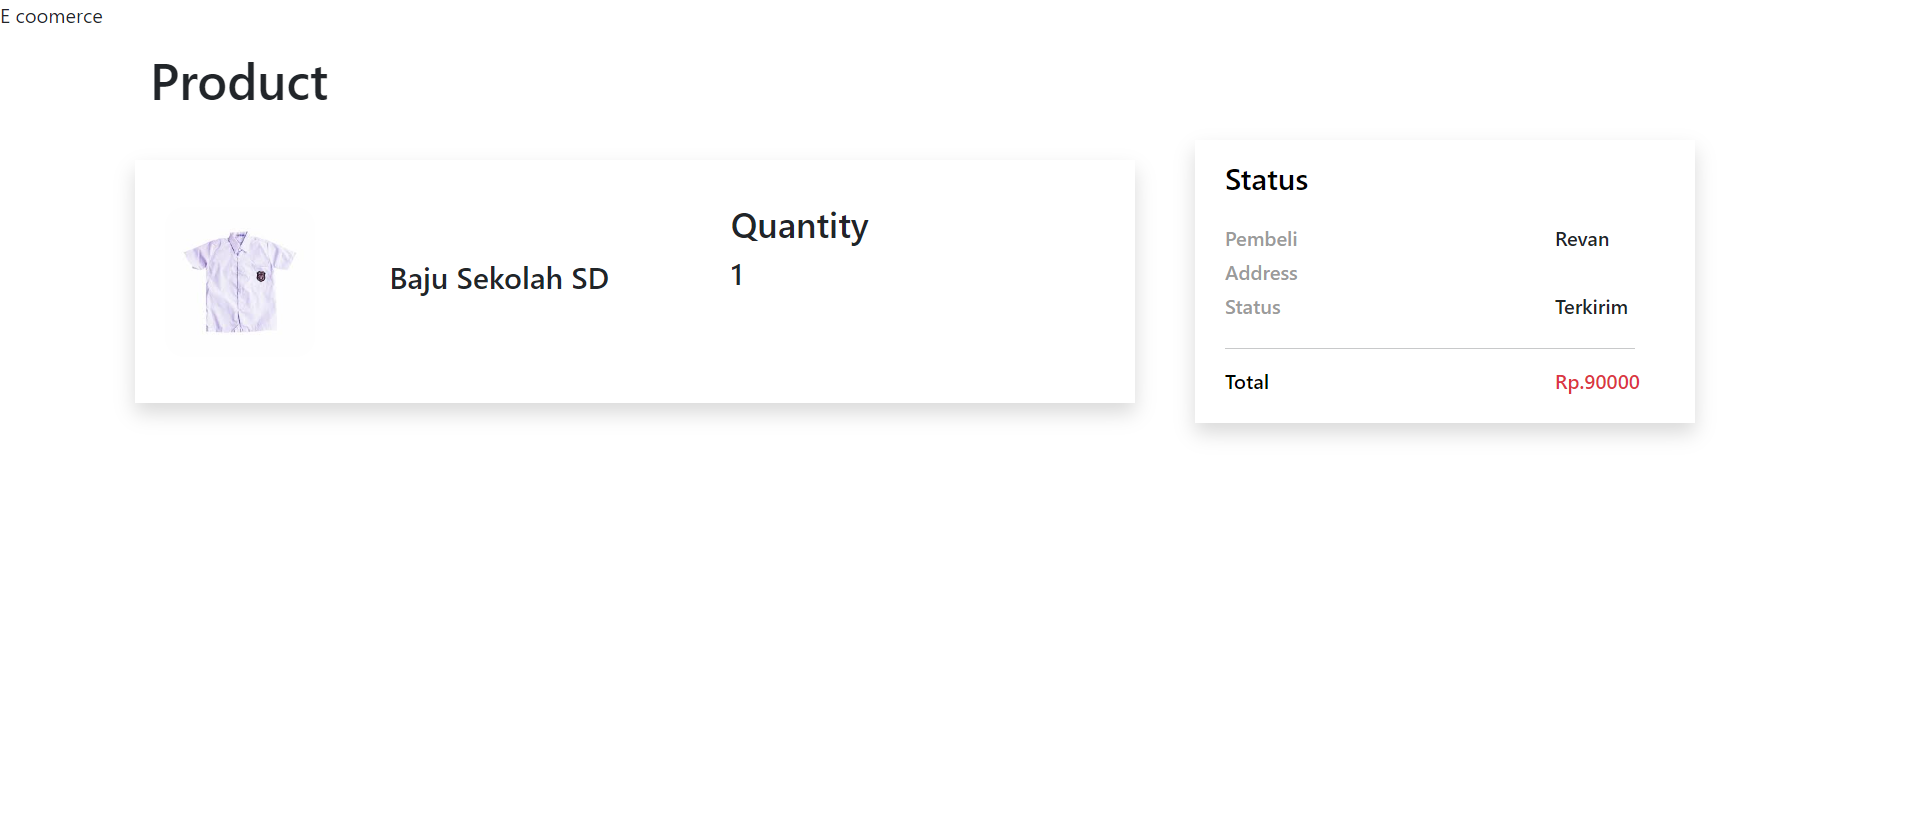 E coomerce
Product
Baju Sekolah SD
Quantity
1
Status
Pembeli Revan
Address
Status Terkirim
Total Rp.90000